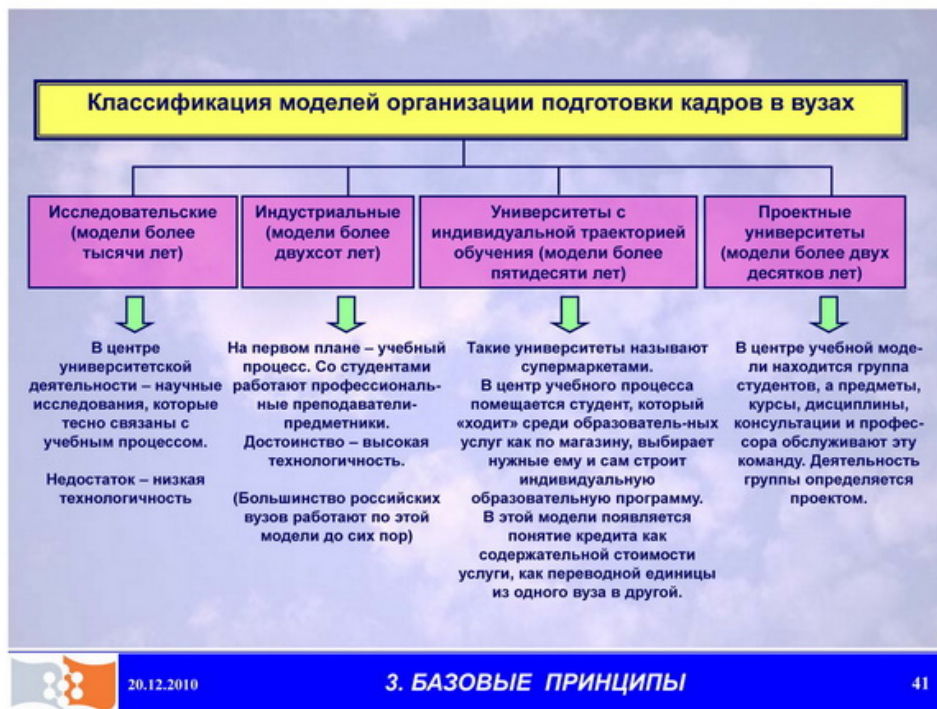 Классификация моделей организации подготовки кадров в вузах
Исследовательские
(модели более
тысячи лет)
Индустриальные
(модели более
двухсот лет)
Университеты с
индивидуальной траекторией
обучения (модели более
пятидесяти лет)
Проектные
университеты
(модели более двух
десятков лет)
В центре
университетской
деятельности – научные
исследования, которые
тесно связаны с
учебным процессом.
Недостаток – низкая
технологичность
На первом плане – учебный
процесс. Со студентами
работают профессиональ-
ные преподаватели-
предметники.
Достоинство – высокая
технологичность.
(Большинство российских
вузов работают по этой
модели до сих пор)
Такие университеты называют
супермаркетами.
В центр учебного процесса
помещается студент, который
«ходит» среди образователь-ных
услуг как по магазину, выбирает
нужные ему и сам строит
индивидуальную
образовательную программу.
В этой модели появляется
понятие кредита как
содержательной стоимости
услуги, как переводной единицы
из одного вуза в другой.
В центре учебной моде-
ли находится группа
студентов, а предметы,
курсы, дисциплины,
консультации и профес-
сора обслуживают эту
команду. Деятельность
группы определяется
проектом.
20.12.2010
3. БАЗОВЫЕ ПРИНЦИПЫ
41